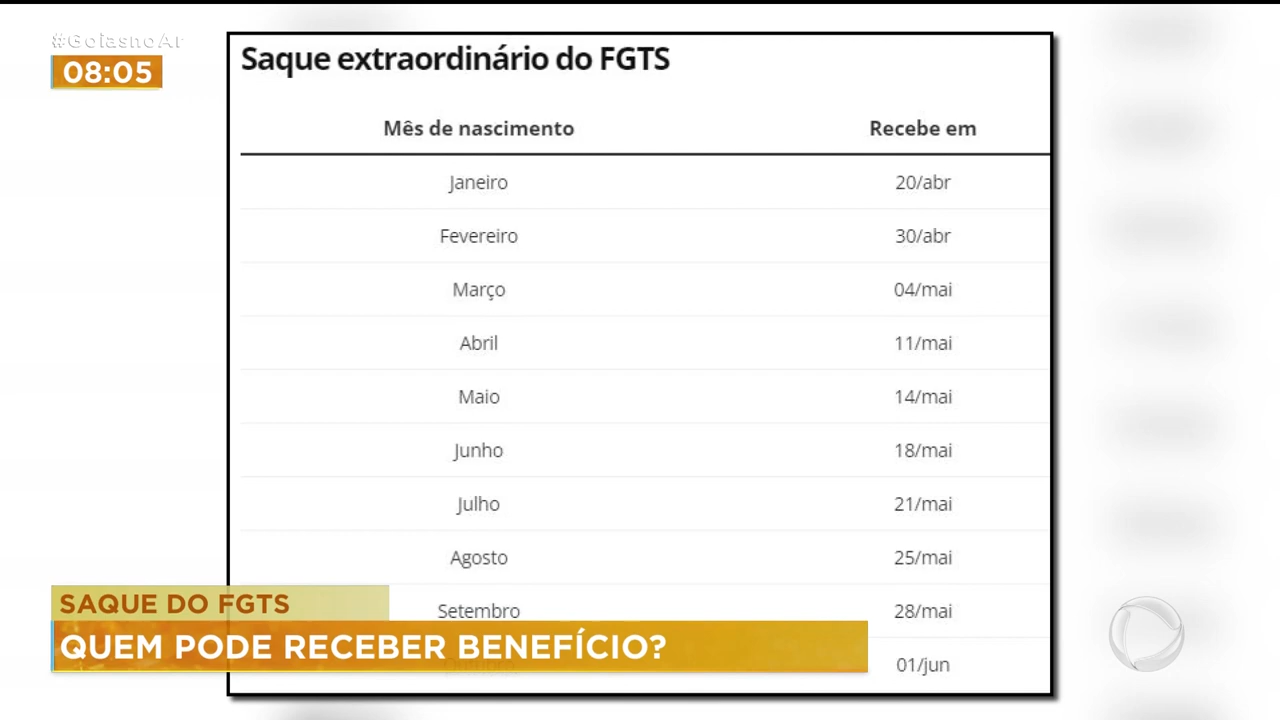 #GoiasnoAr
08:05
Saque extraordinário do FGTS
Mês de nascimento Recebe em
Janeiro 20/abr
Fevereiro 30/abr
Março 04/mai
Abril 11/mai
Maio 14/mai
Junho 18/mai
Julho 21/mai
Agosto 25/mai
Setembro 28/mai
01/jun
SAQUE DO FGTS
QUEM PODE RECEBER BENEFÍCIO?